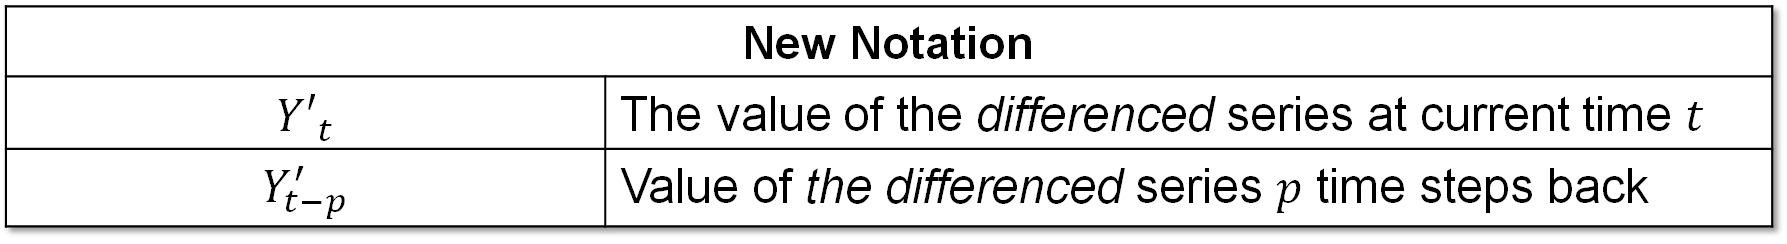 New Notation
Y′ₜ The value of the differenced series at current time t
Y′ₜ₋ₚ Value of the differenced series p time steps back